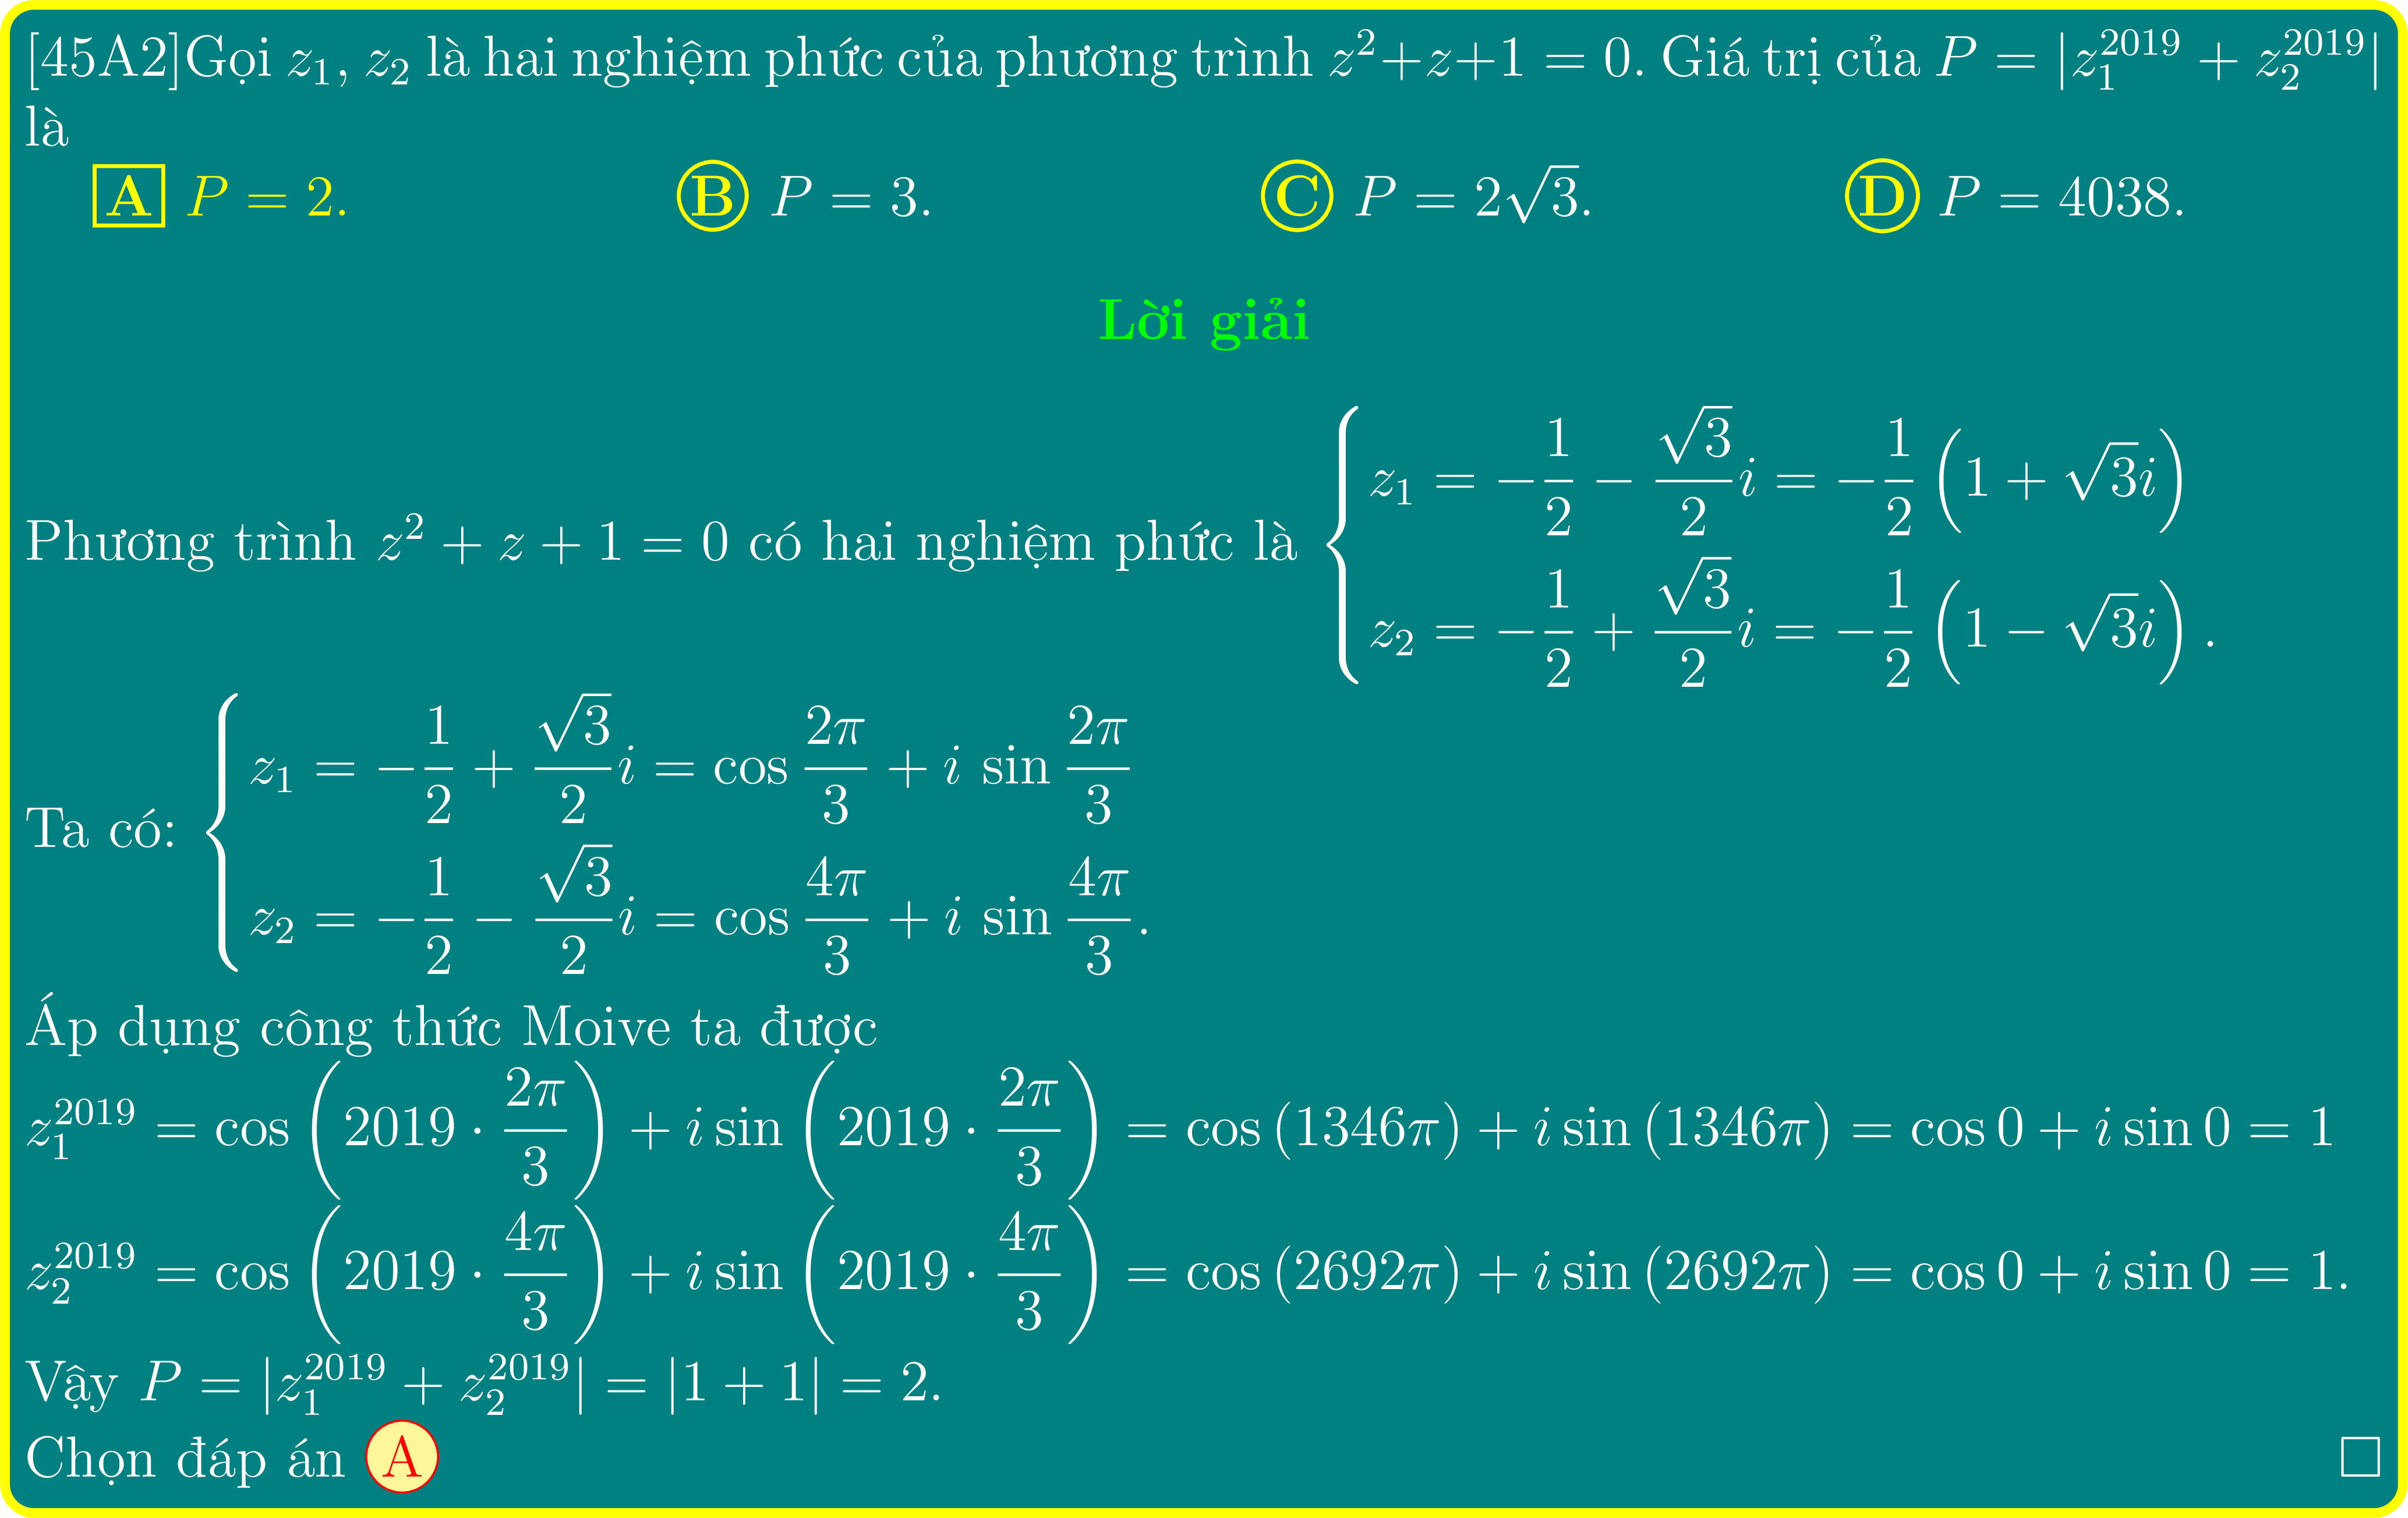 [45A2]Gọi $z_1$, $z_2$ là hai nghiệm phức của phương trình $z^2+z+1=0$. Giá trị của $P=|z_1^{2019}+z_2^{2019}|$
là
A $P=2$. B $P=3$. C $P=2\sqrt{3}$. D $P=4038$.
Lời giải
Phương trình $z^2+z+1=0$ có hai nghiệm phức là $\begin{cases} z_1=-\frac{1}{2}-\frac{\sqrt{3}}{2}i=-\frac{1}{2}\left(1+\sqrt{3}i\right) \\ z_2=-\frac{1}{2}+\frac{\sqrt{3}}{2}i=-\frac{1}{2}\left(1-\sqrt{3}i\right). \end{cases}$
Ta có: $\begin{cases} z_1=-\frac{1}{2}+\frac{\sqrt{3}}{2}i=\cos\frac{2\pi}{3}+i\sin\frac{2\pi}{3} \\ z_2=-\frac{1}{2}-\frac{\sqrt{3}}{2}i=\cos\frac{4\pi}{3}+i\sin\frac{4\pi}{3}. \end{cases}$
Áp dụng công thức Moive ta được
$z_1^{2019}=\cos\left(2019\cdot\frac{2\pi}{3}\right)+i\sin\left(2019\cdot\frac{2\pi}{3}\right)=\cos(1346\pi)+i\sin(1346\pi)=\cos 0+i\sin 0=1$
$z_2^{2019}=\cos\left(2019\cdot\frac{4\pi}{3}\right)+i\sin\left(2019\cdot\frac{4\pi}{3}\right)=\cos(2692\pi)+i\sin(2692\pi)=\cos 0+i\sin 0=1.$
Vậy $P=|z_1^{2019}+z_2^{2019}|=|1+1|=2$.
Chọn đáp án A □